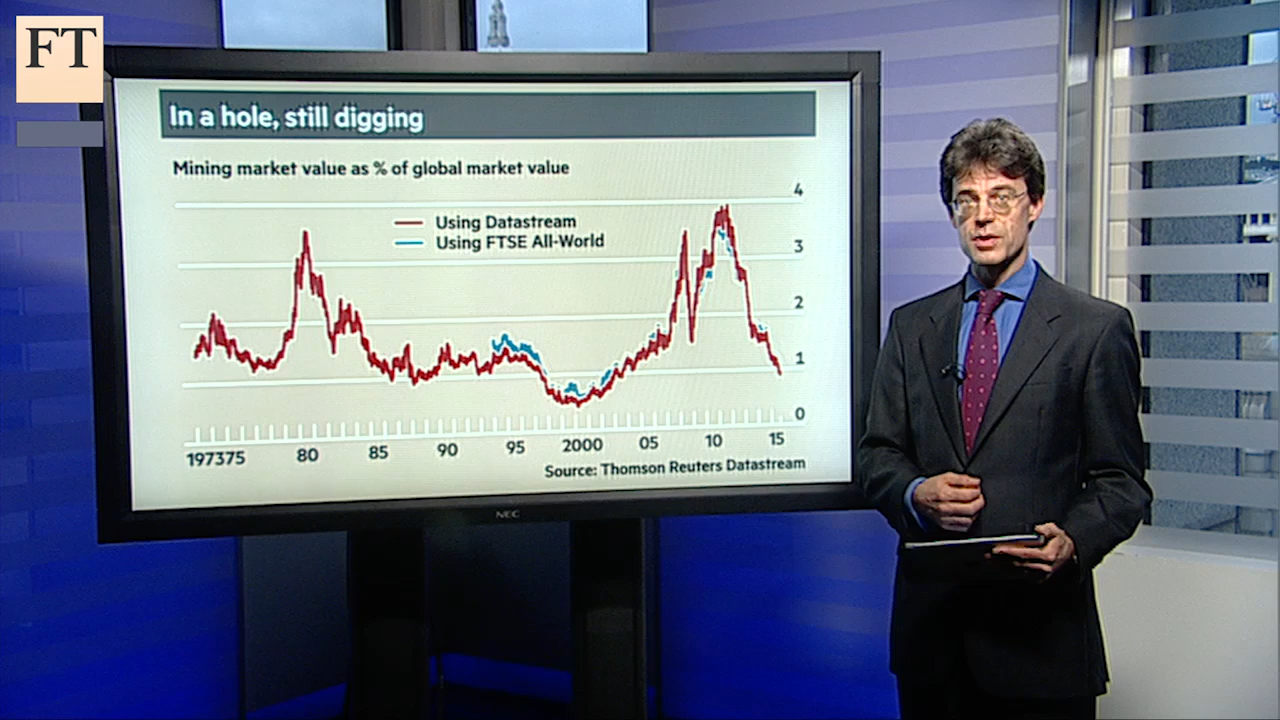 FT
In a hole, still digging
Mining market value as % of global market value
4
Using Datastream
Using FTSE All-World
3
2
1
0
197375 80 85 90 95 2000 05 10 15
Source: Thomson Reuters Datastream
NEC